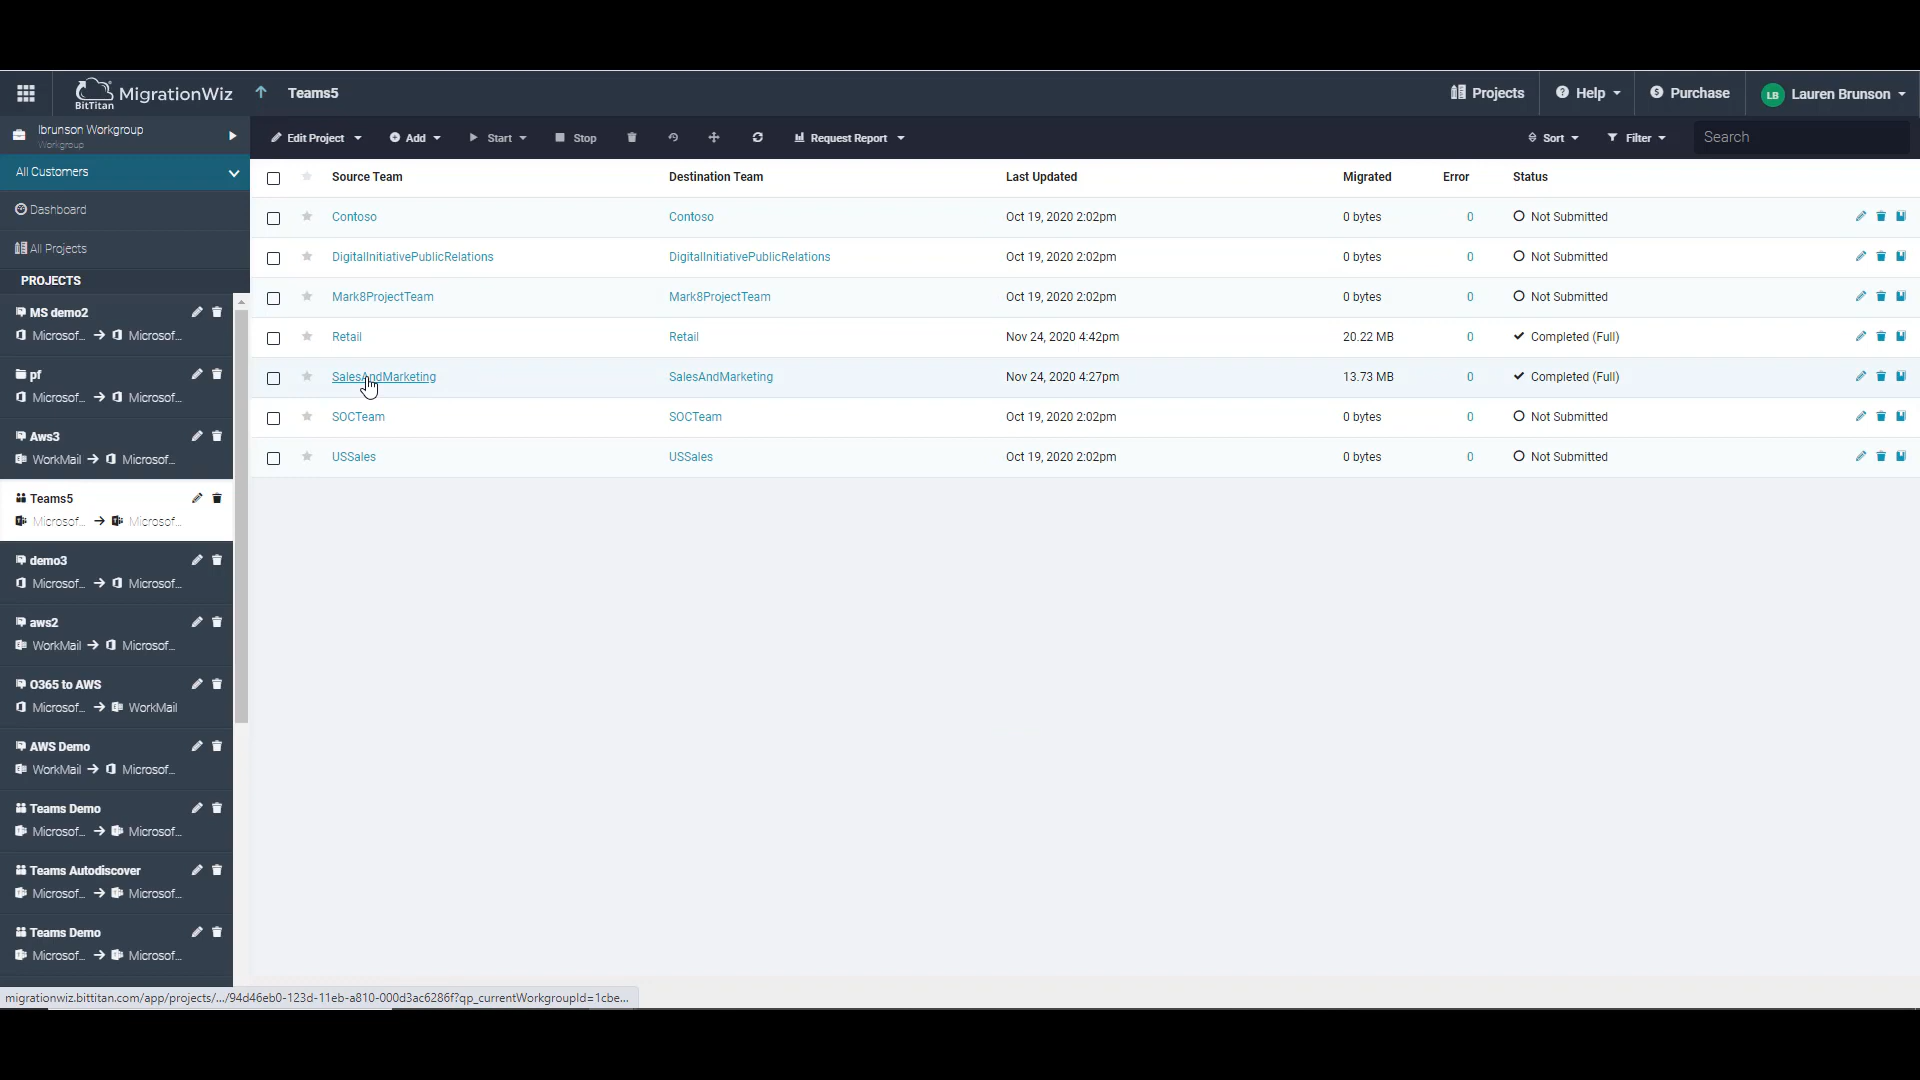 BitTitan MigrationWiz Teams5 Projects Help Purchase LB Lauren Brunson
lbrunson Workgroup
Workgroup
Edit Project Add Start Stop Request Report Sort Filter Search
All Customers
Dashboard
All Projects
PROJECTS
MS demo2
Microsof... Microsof...
pf
Microsof... Microsof...
Aws3
WorkMail Microsof...
Teams5
Microsof... Microsof...
demo3
Microsof... Microsof...
aws2
WorkMail Microsof...
O365 to AWS
Microsof... WorkMail
AWS Demo
WorkMail Microsof...
Teams Demo
Microsof... Microsof...
Teams Autodiscover
Microsof... Microsof...
Teams Demo
Microsof... Microsof...
Source Team Destination Team Last Updated Migrated Error Status
Contoso Contoso Oct 19, 2020 2:02pm 0 bytes 0 Not Submitted
DigitalInitiativePublicRelations DigitalInitiativePublicRelations Oct 19, 2020 2:02pm 0 bytes 0 Not Submitted
Mark8ProjectTeam Mark8ProjectTeam Oct 19, 2020 2:02pm 0 bytes 0 Not Submitted
Retail Retail Nov 24, 2020 4:42pm 20.22 MB 0 Completed (Full)
SalesAndMarketing SalesAndMarketing Nov 24, 2020 4:27pm 13.73 MB 0 Completed (Full)
SOCTeam SOCTeam Oct 19, 2020 2:02pm 0 bytes 0 Not Submitted
USSales USSales Oct 19, 2020 2:02pm 0 bytes 0 Not Submitted
migrationwiz.bittitan.com/app/projects/.../94d46eb0-123d-11eb-a810-000d3ac6286f?qp_currentWorkgroupId=1cbe...